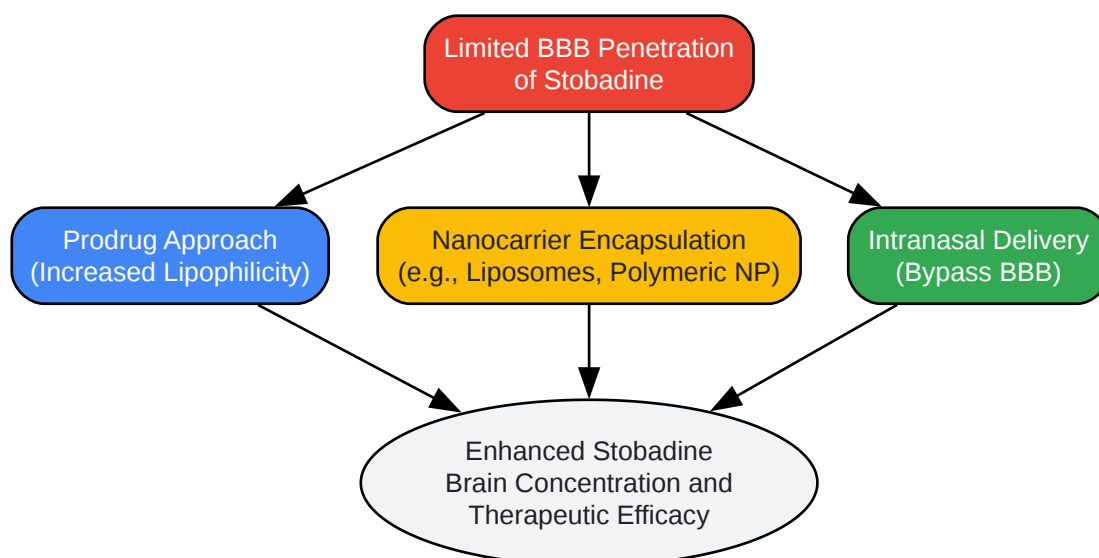 Limited BBB Penetration
of Stobadine
Prodrug Approach
(Increased Lipophilicity)
Nanocarrier Encapsulation
(e.g., Liposomes, Polymeric NP)
Intranasal Delivery
(Bypass BBB)
Enhanced Stobadine
Brain Concentration and
Therapeutic Efficacy